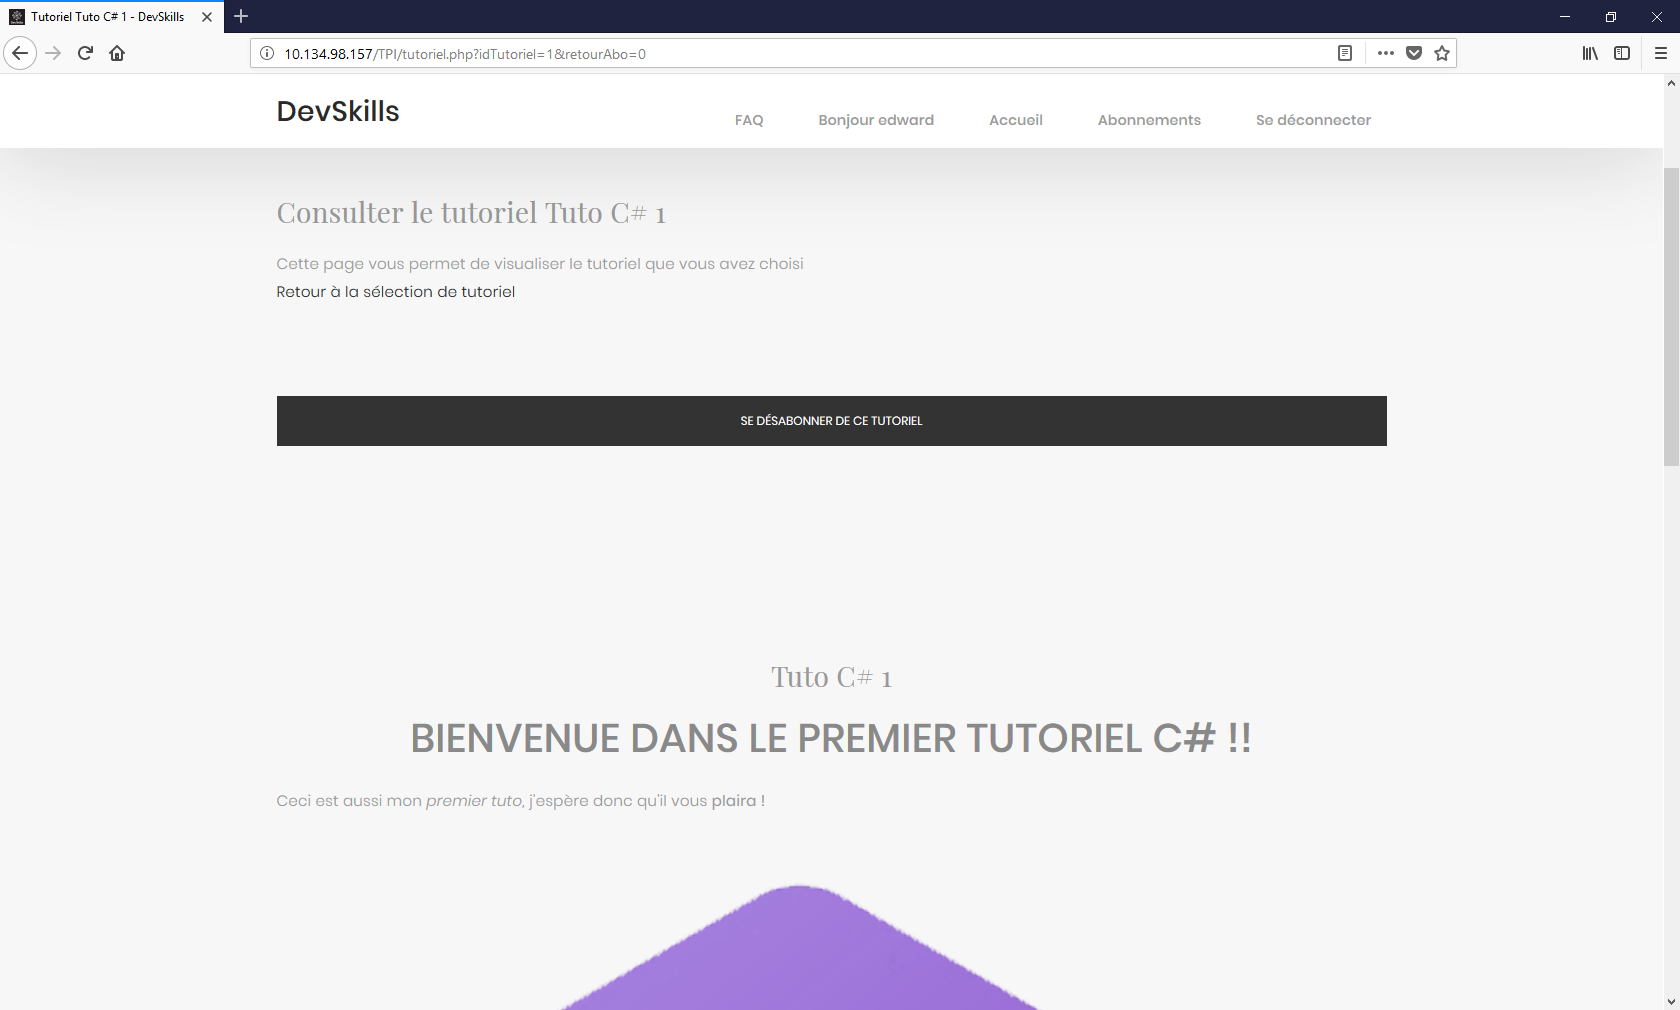 Tutoriel Tuto C# 1 - DevSkills
10.134.98.157/TPI/tutoriel.php?idTutoriel=1&retourAbo=0
DevSkills
FAQ
Bonjour edward
Accueil
Abonnements
Se déconnecter
Consulter le tutoriel Tuto C# 1
Cette page vous permet de visualiser le tutoriel que vous avez choisi
Retour à la sélection de tutoriel
SE DÉSABONNER DE CE TUTORIEL
Tuto C# 1
BIENVENUE DANS LE PREMIER TUTORIEL C# !!
Ceci est aussi mon premier tuto, j'espère donc qu'il vous plaira !